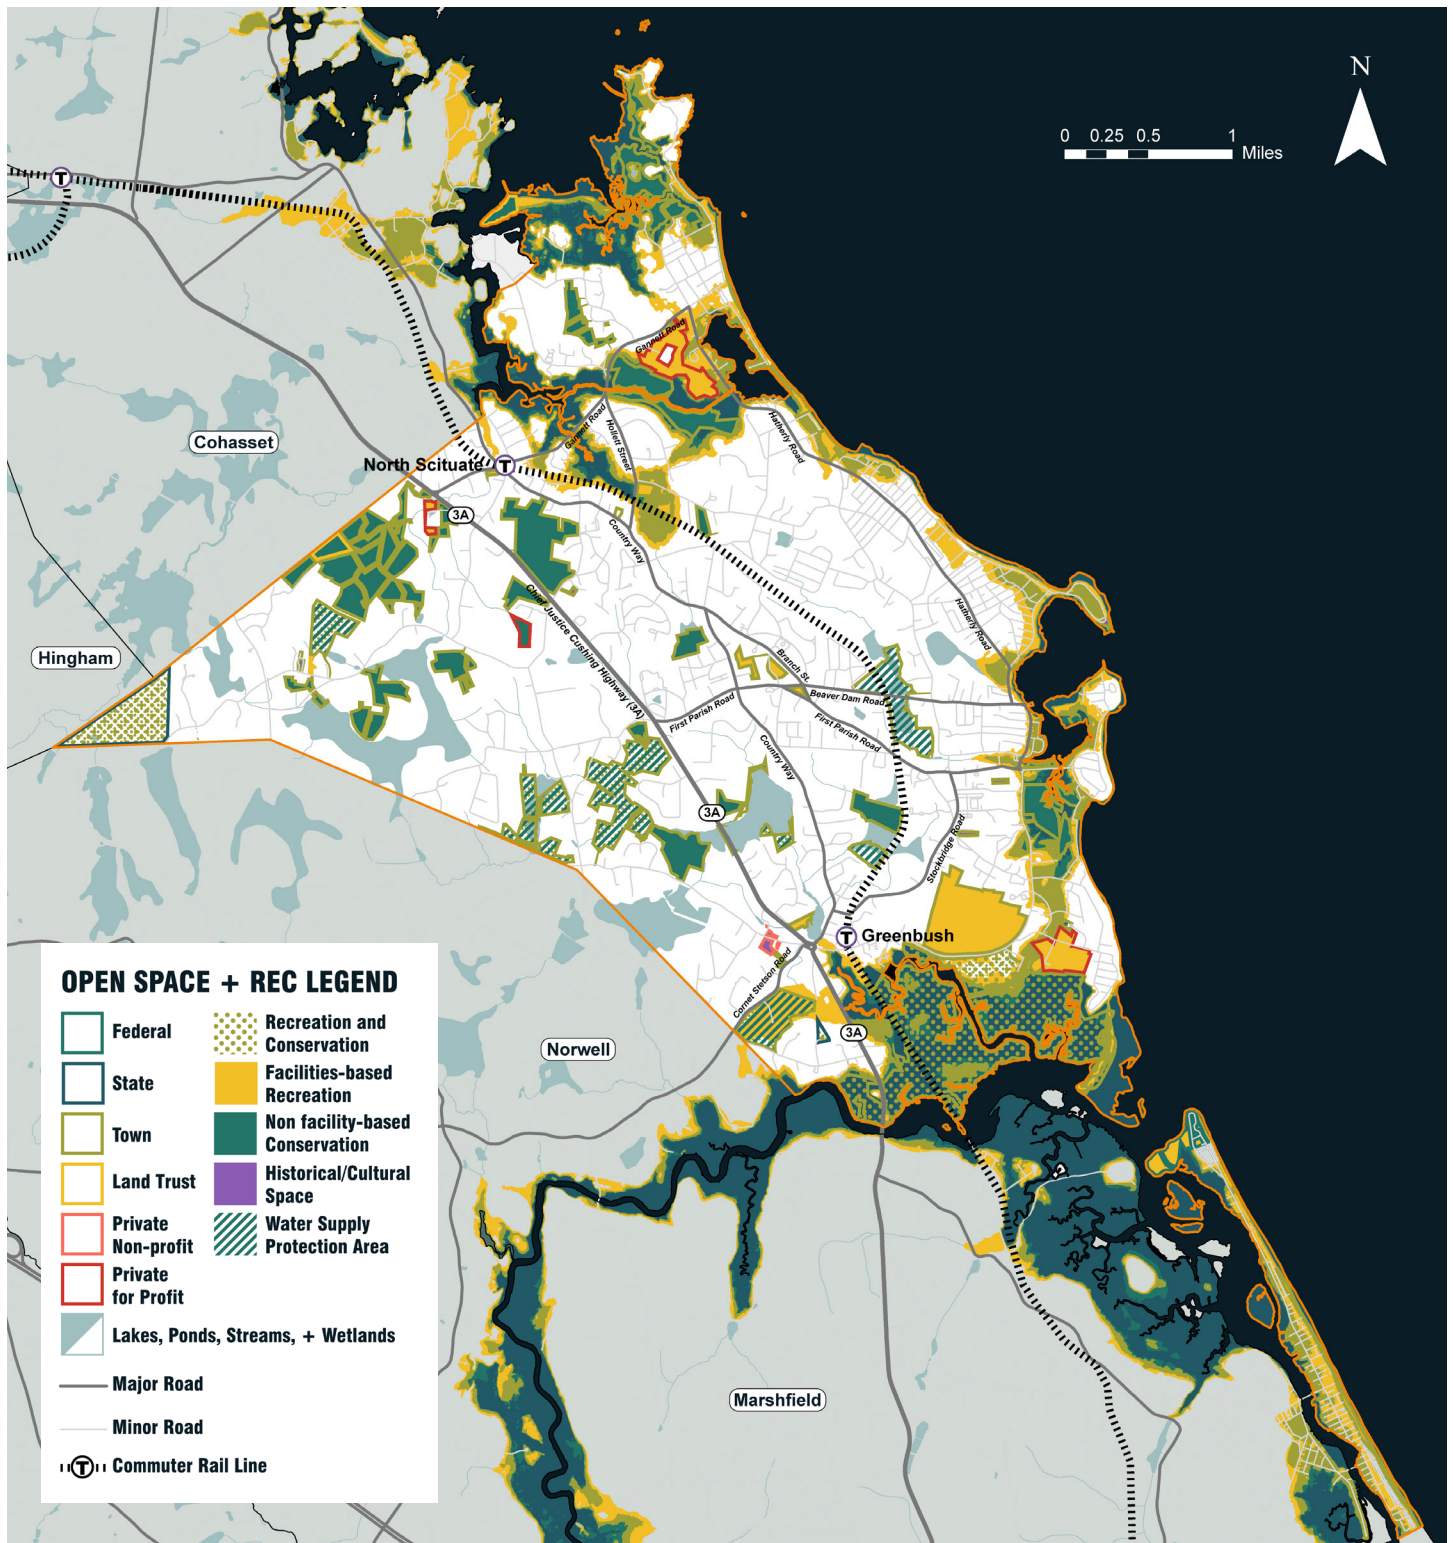 N
0 0.25 0.5 1
Miles
T
Gannett Road
Cohasset
Gannett Road
Hollett Street
Hatherly Road
North Scituate
T
3A
Country Way
Chief Justice Cushing Highway (3A)
Hatherly Road
Hingham
Branch St.
Beaver Dam Road
First Parish Road
First Parish Road
Country Way
3A
Stockbridge Road
T
Greenbush
Cornet Stetson Road
3A
Norwell
Marshfield
OPEN SPACE + REC LEGEND
Federal
State
Town
Land Trust
Private
Non-profit
Private
for Profit
Recreation and
Conservation
Facilities-based
Recreation
Non facility-based
Conservation
Historical/Cultural
Space
Water Supply
Protection Area
Lakes, Ponds, Streams, + Wetlands
Major Road
Minor Road
T
Commuter Rail Line